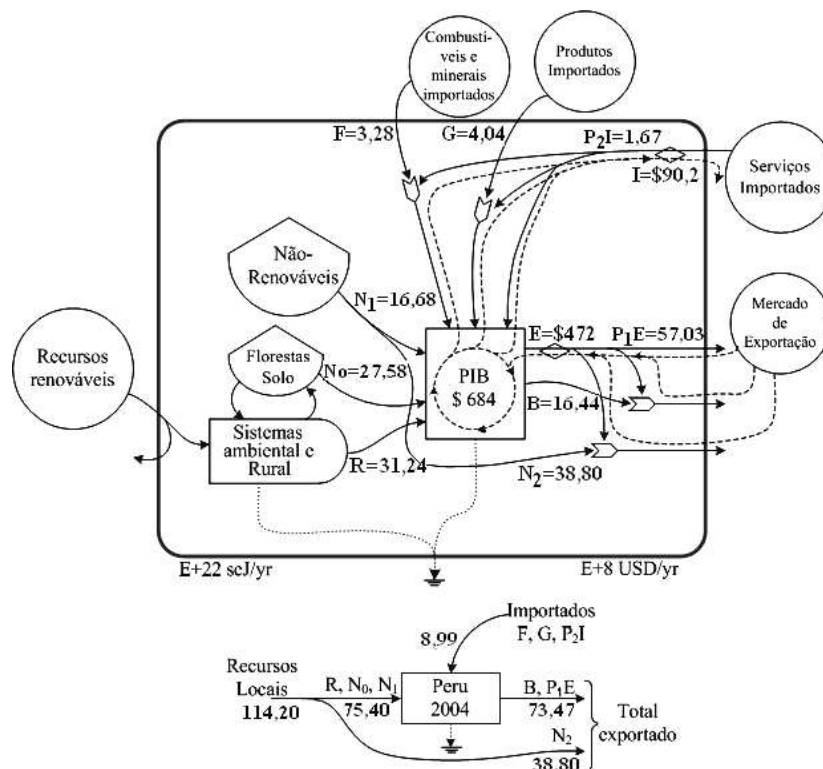 Combustí-
veis e
minerais
importados
Produtos
Importados
F=3,28
G=4,04
P₂I=1,67
I=$90,2
Serviços
Importados
Não-
Renováveis
N₁=16,68
Recursos
renováveis
Florestas
Solo
No=27,58
PIB
$ 684
E=$472
P₁E=57,03
Mercado
de
Exportação
B=16,44
Sistemas
ambiental e
Rural
R=31,24
N₂=38,80
E+22 seJ/yr
E+8 USD/yr
Importados
F, G, P₂I
8,99
Recursos
Locais
114,20
R, N₀, N₁
75,40
Peru
2004
B, P₁E
73,47
N₂
38,80
Total
exportado